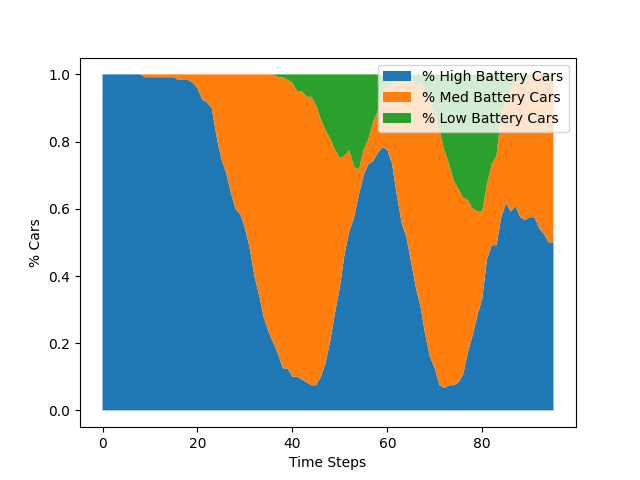 % High Battery Cars
% Med Battery Cars
% Low Battery Cars
1.0
0.8
0.6
0.4
0.2
0.0
% Cars
0 20 40 60 80
Time Steps